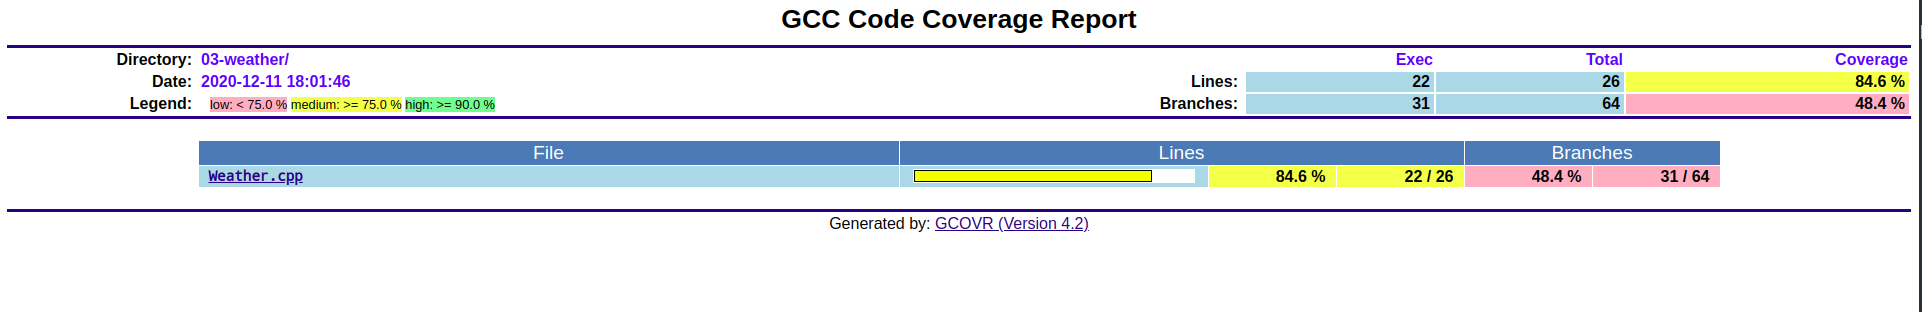 GCC Code Coverage Report
Directory: 03-weather/ Exec Total Coverage
Date: 2020-12-11 18:01:46 Lines: 22 26 84.6 %
Legend: low: < 75.0 % medium: >= 75.0 % high: >= 90.0 % Branches: 31 64 48.4 %
File Lines Branches
Weather.cpp 84.6 % 22 / 26 48.4 % 31 / 64
Generated by: GCOVR (Version 4.2)